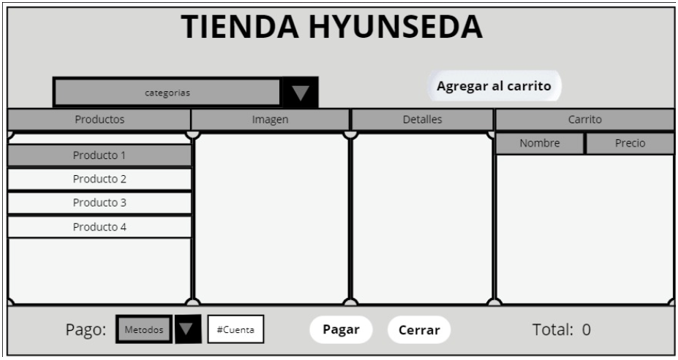 TIENDA HYUNSEDA
categorias
Agregar al carrito
Productos Imagen Detalles Carrito
Nombre Precio
Producto 1
Producto 2
Producto 3
Producto 4
Pago: Metodos #Cuenta Pagar Cerrar Total: 0